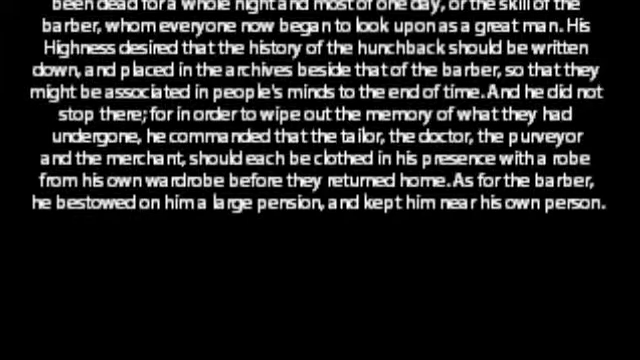 been dead for a whole night and most of one day, or the skill of the
barber, whom everyone now began to look upon as a great man. His
Highness desired that the history of the hunchback should be written
down, and placed in the archives beside that of the barber, so that they
might be associated in people's minds to the end of time. And he did not
stop there; for in order to wipe out the memory of what they had
undergone, he commanded that the tailor, the doctor, the purveyor
and the merchant, should each be clothed in his presence with a robe
from his own wardrobe before they returned home. As for the barber,
he bestowed on him a large pension, and kept him near his own person.